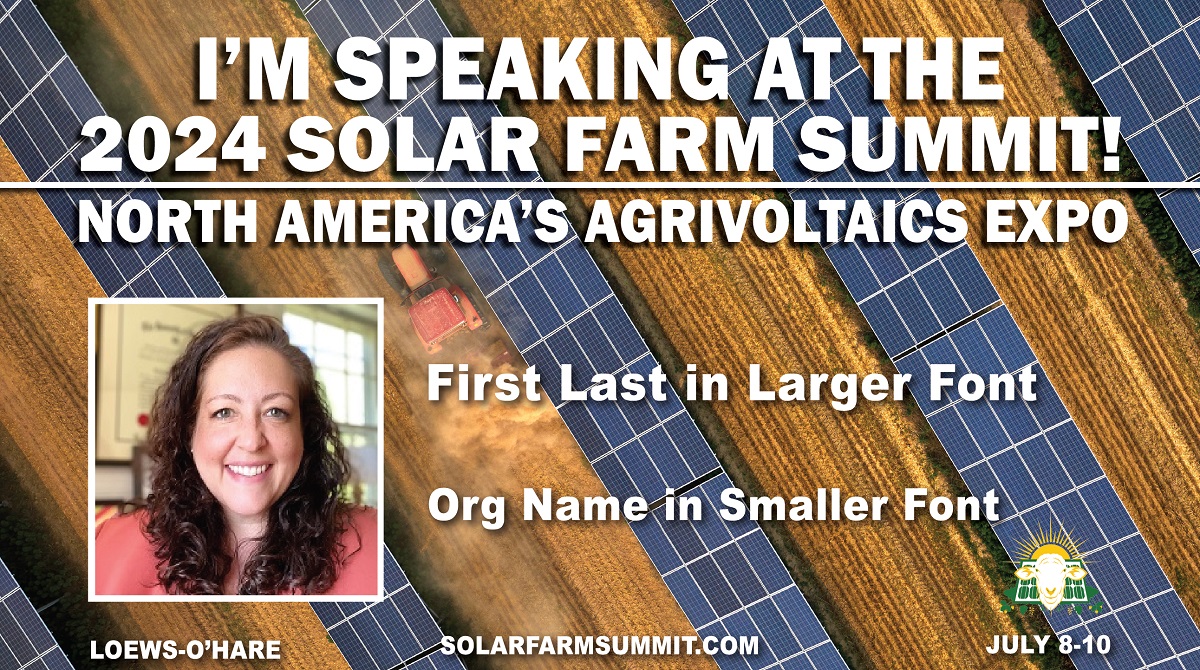 I'M SPEAKING AT THE
2024 SOLAR FARM SUMMIT!
NORTH AMERICA'S AGRIVOLTAICS EXPO
First Last in Larger Font
Org Name in Smaller Font
LOEWS-O'HARE
SOLARFARMSUMMIT.COM
JULY 8-10